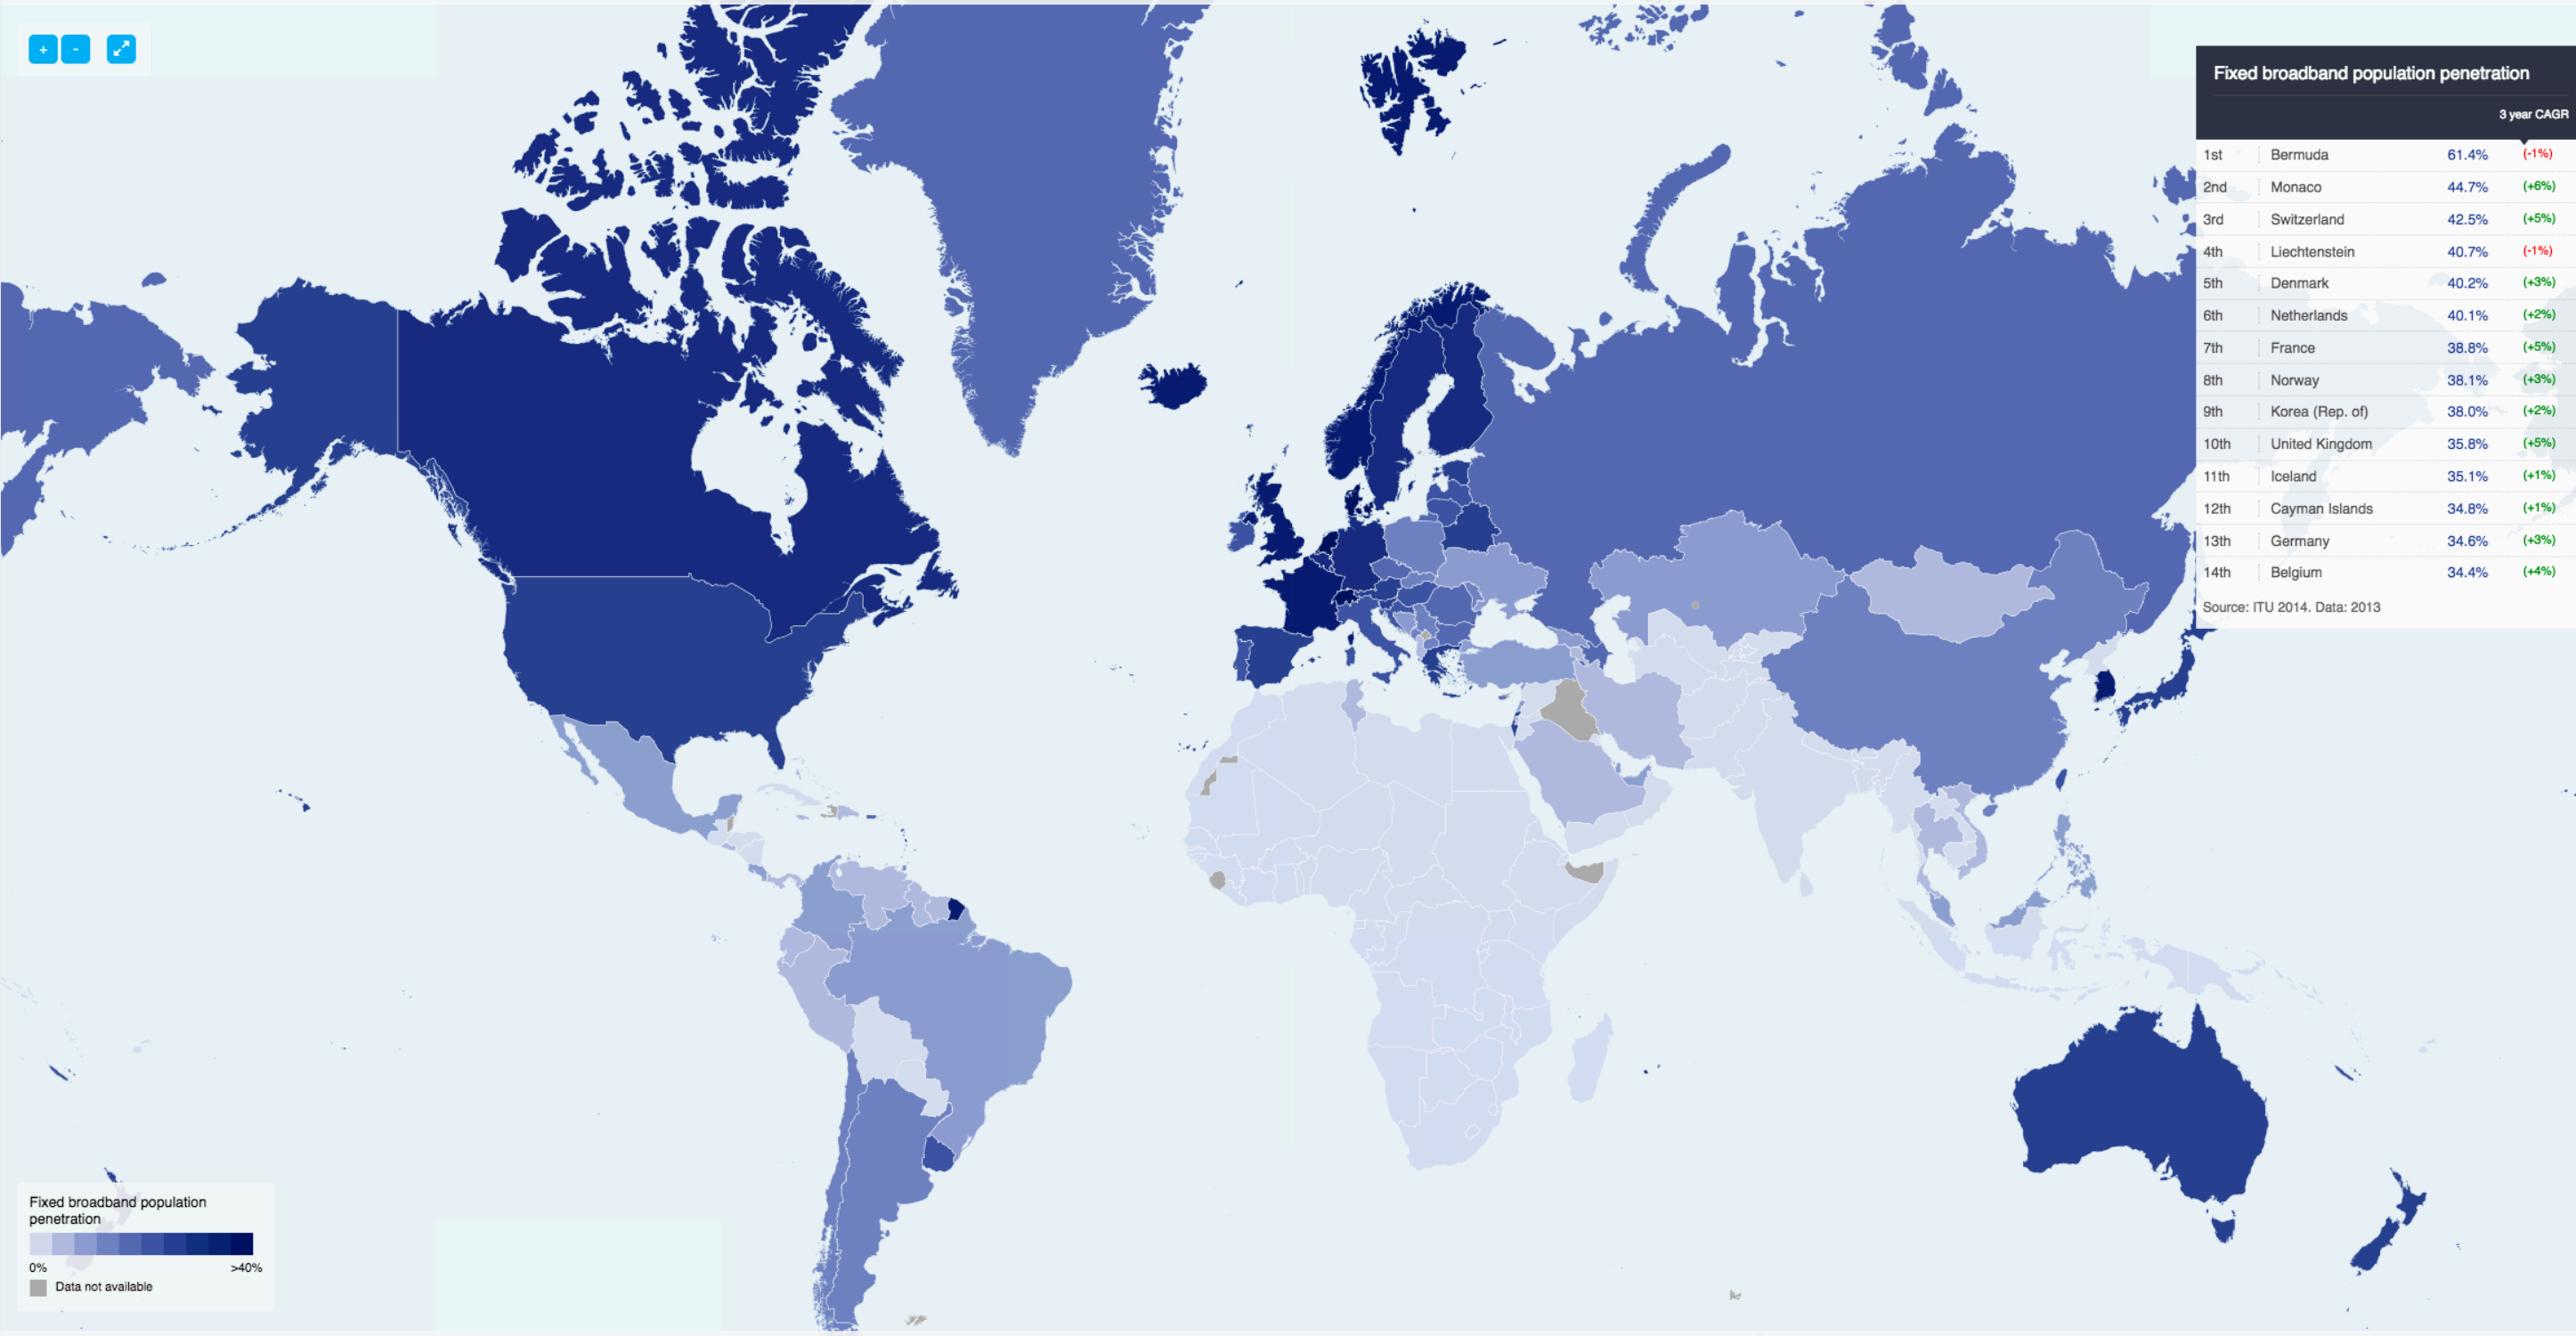 + -
Fixed broadband population penetration
3 year CAGR
1st Bermuda 61.4% (-1%)
2nd Monaco 44.7% (+6%)
3rd Switzerland 42.5% (+5%)
4th Liechtenstein 40.7% (-1%)
5th Denmark 40.2% (+3%)
6th Netherlands 40.1% (+2%)
7th France 38.8% (+5%)
8th Norway 38.1% (+3%)
9th Korea (Rep. of) 38.0% (+2%)
10th United Kingdom 35.8% (+5%)
11th Iceland 35.1% (+1%)
12th Cayman Islands 34.8% (+1%)
13th Germany 34.6% (+3%)
14th Belgium 34.4% (+4%)
Source: ITU 2014. Data: 2013
Fixed broadband population
penetration
0% >40%
Data not available